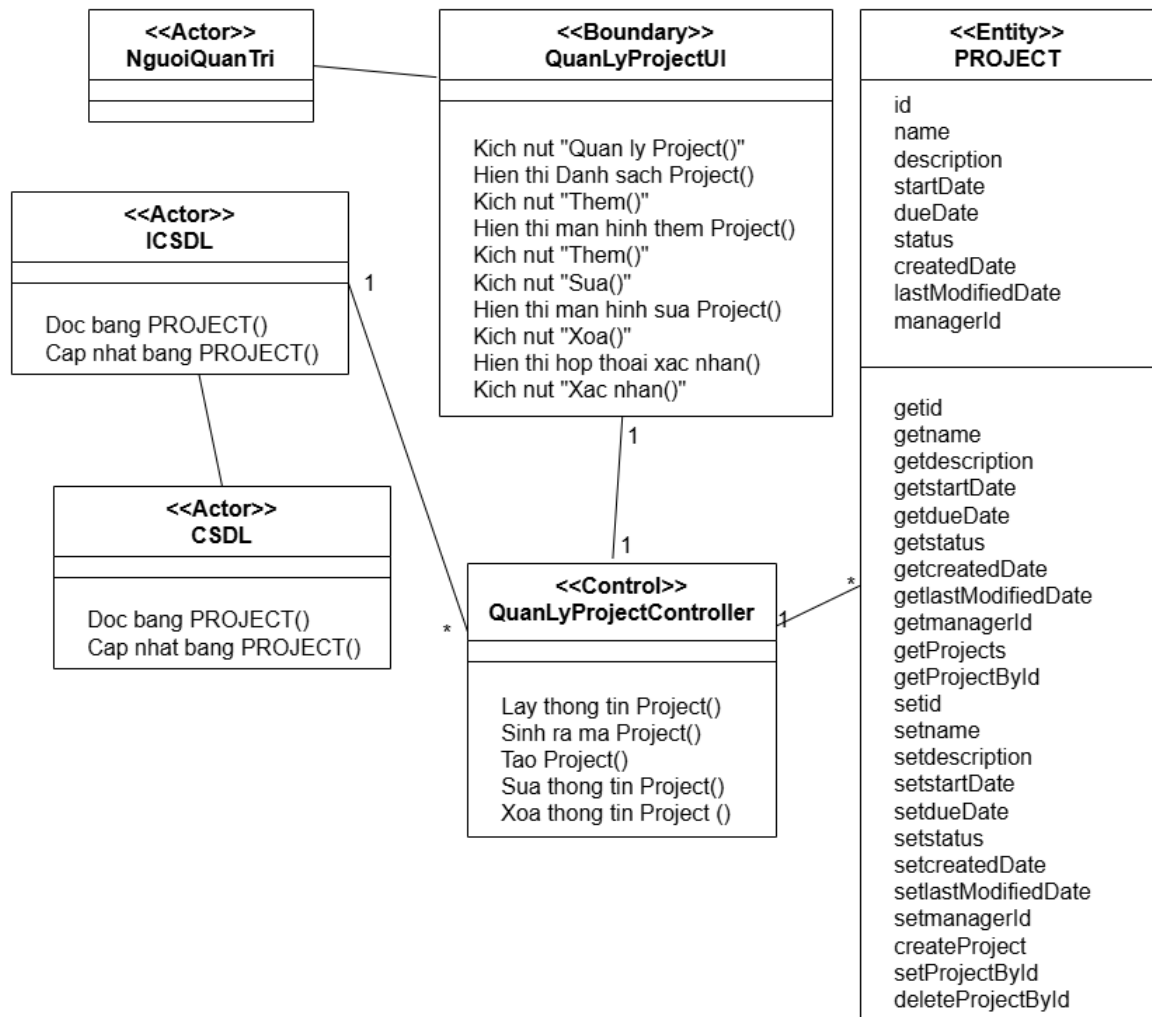 <<Actor>>
NguoiQuanTri
<<Boundary>>
QuanLyProjectUI
Kich nut "Quan ly Project()"
Hien thi Danh sach Project()
Kich nut "Them()"
Hien thi man hinh them Project()
Kich nut "Them()"
Kich nut "Sua()"
Hien thi man hinh sua Project()
Kich nut "Xoa()"
Hien thi hop thoai xac nhan()
Kich nut "Xac nhan()"
<<Entity>>
PROJECT
id
name
description
startDate
dueDate
status
createdDate
lastModifiedDate
managerId
getid
getname
getdescription
getstartDate
getdueDate
getstatus
getcreatedDate
getlastModifiedDate
getmanagerId
getProjects
getProjectById
setid
setname
setdescription
setstartDate
setdueDate
setstatus
setcreatedDate
setlastModifiedDate
setmanagerId
createProject
setProjectById
deleteProjectById
<<Actor>>
ICSDL
Doc bang PROJECT()
Cap nhat bang PROJECT()
1
*
<<Actor>>
CSDL
Doc bang PROJECT()
Cap nhat bang PROJECT()
1
1
<<Control>>
QuanLyProjectController
Lay thong tin Project()
Sinh ra ma Project()
Tao Project()
Sua thong tin Project()
Xoa thong tin Project ()
1
*